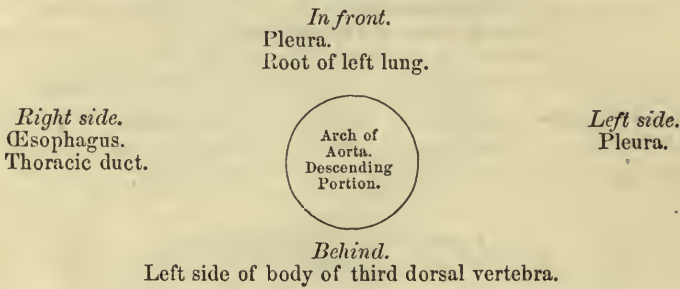 In front.
Pleura.
Root of left lung.
Right side.
Œsophagus.
Thoracic duct.
Arch of
Aorta.
Descending
Portion.
Left side.
Pleura.
Behind.
Left side of body of third dorsal vertebra.